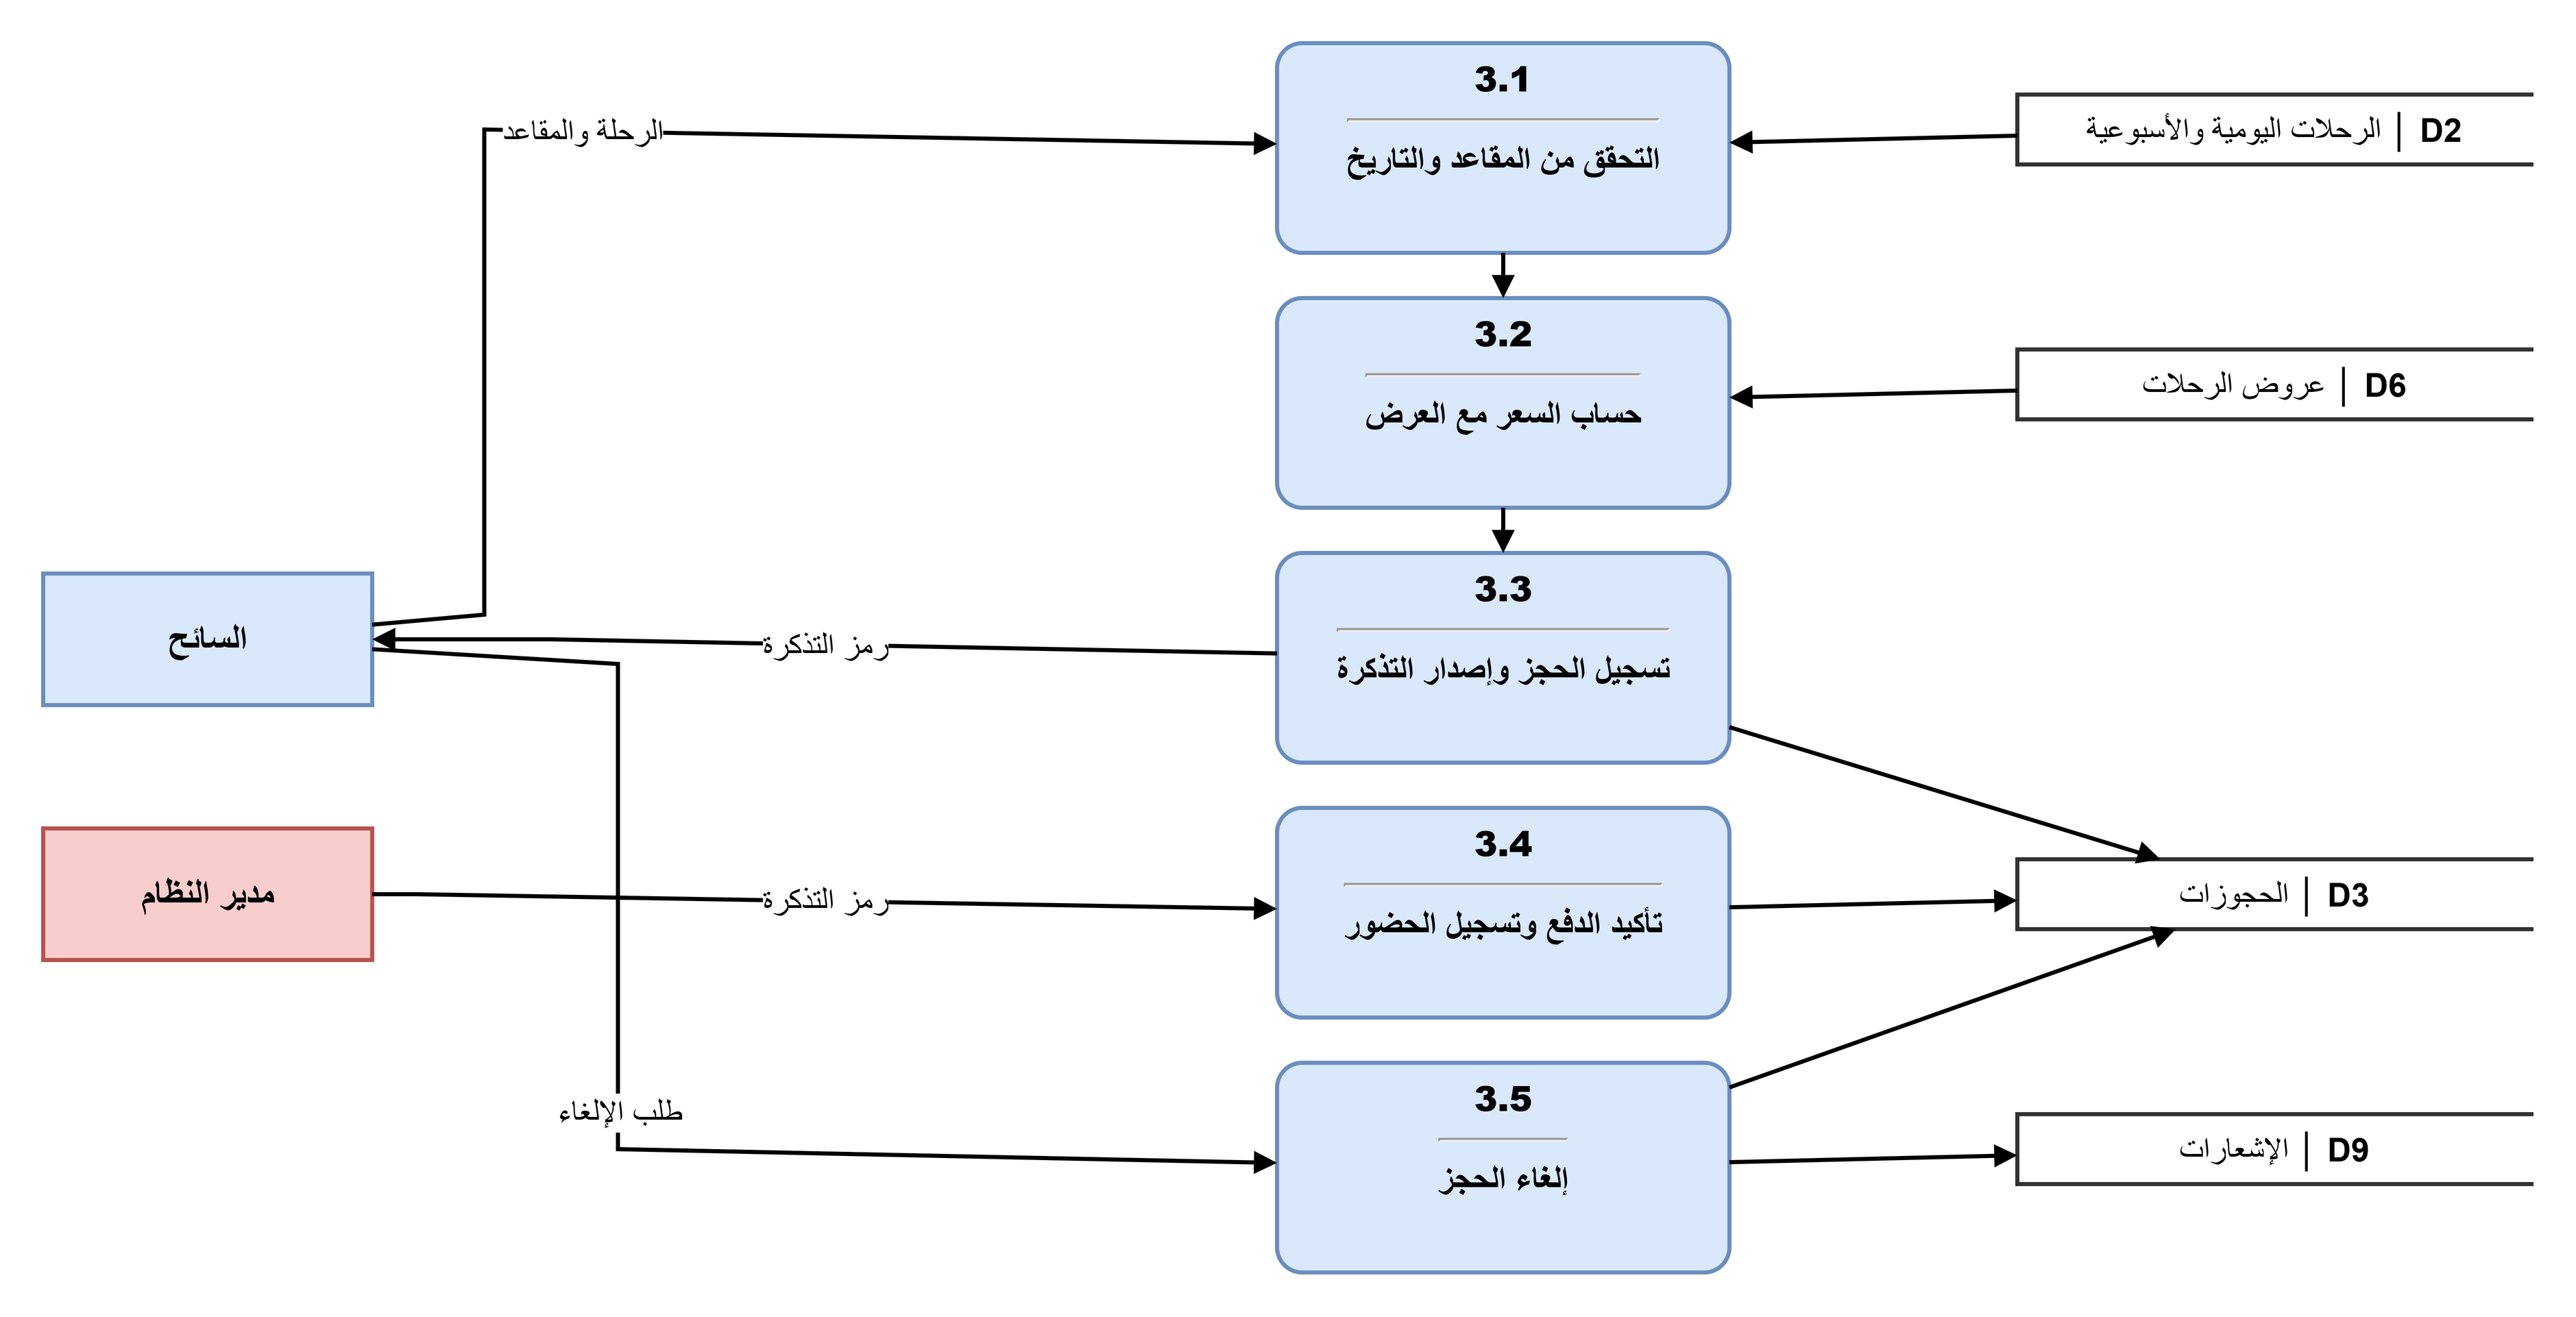 3.1
التحقق من المقاعد والتاريخ
D2 | الرحلات اليومية والأسبوعية
الرحلة والمقاعد
3.2
حساب السعر مع العرض
D6 | عروض الرحلات
3.3
تسجيل الحجز وإصدار التذكرة
رمز التذكرة
السائح
3.4
تأكيد الدفع وتسجيل الحضور
D3 | الحجوزات
رمز التذكرة
مدير النظام
3.5
إلغاء الحجز
D9 | الإشعارات
طلب الإلغاء